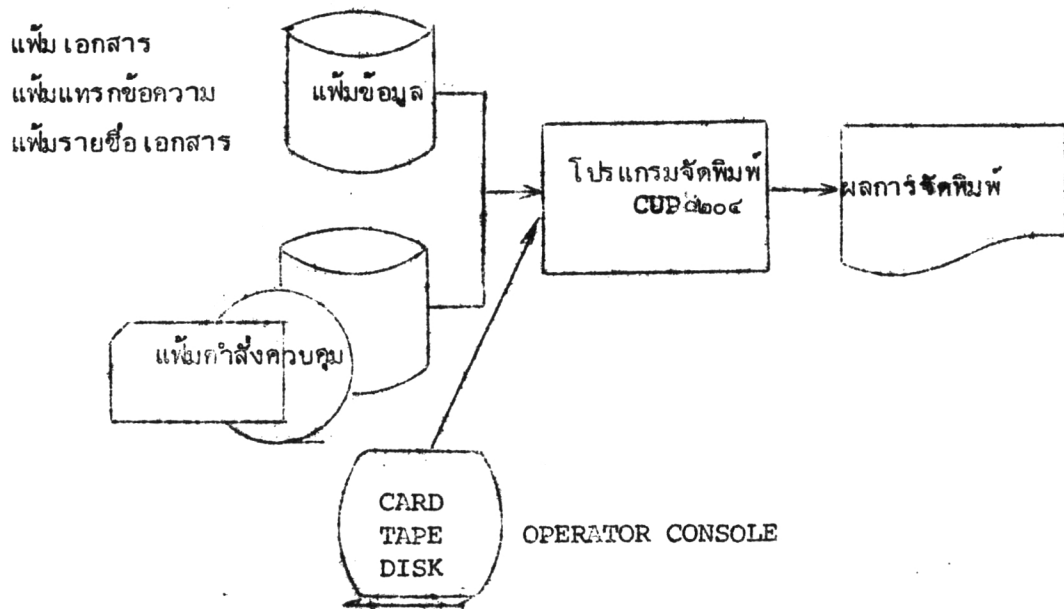 แฟ้มเอกสาร
แฟ้มแทรกข้อความ
แฟ้มรายชื่อเอกสาร
แฟ้มข้อมูล
โปรแกรมจัดพิมพ์
CUP
ผลการจัดพิมพ์
แฟ้มคำสั่งควบคุม
CARD
TAPE
DISK
OPERATOR CONSOLE